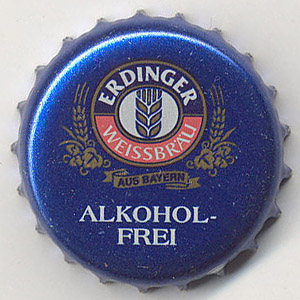 ERDINGER
WEISSBRÄU
AUS BAYERN
ALKOHOL-
FREI